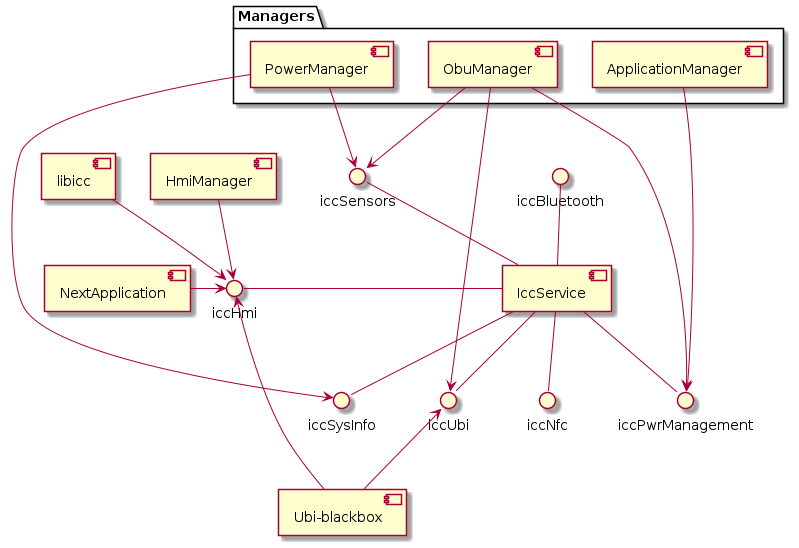 Managers
PowerManager
ObuManager
ApplicationManager
libicc
HmiManager
iccSensors
iccBluetooth
NextApplication
iccHmi
IccService
iccSysInfo
iccUbi
iccNfc
iccPwrManagement
Ubi-blackbox